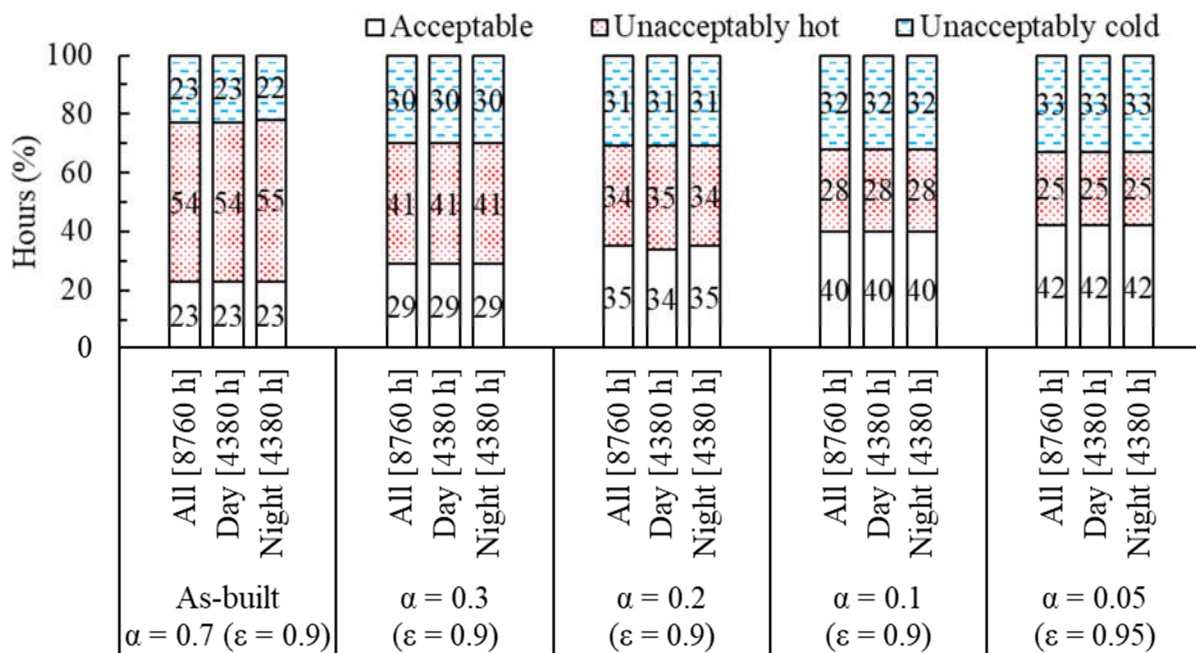 Acceptable Unacceptably hot Unacceptably cold
Hours (%)
100
80
60
40
20
0
23 23 22
54 54 55
23 23 23
30 30 30
41 41 41
29 29 29
31 31 31
34 35 34
35 34 35
32 32 32
28 28 28
40 40 40
33 33 33
25 25 25
42 42 42
All [8760 h]
Day [4380 h]
Night [4380 h]
All [8760 h]
Day [4380 h]
Night [4380 h]
All [8760 h]
Day [4380 h]
Night [4380 h]
All [8760 h]
Day [4380 h]
Night [4380 h]
All [8760 h]
Day [4380 h]
Night [4380 h]
As-built
α = 0.7 (ε = 0.9)
α = 0.3
(ε = 0.9)
α = 0.2
(ε = 0.9)
α = 0.1
(ε = 0.9)
α = 0.05
(ε = 0.95)